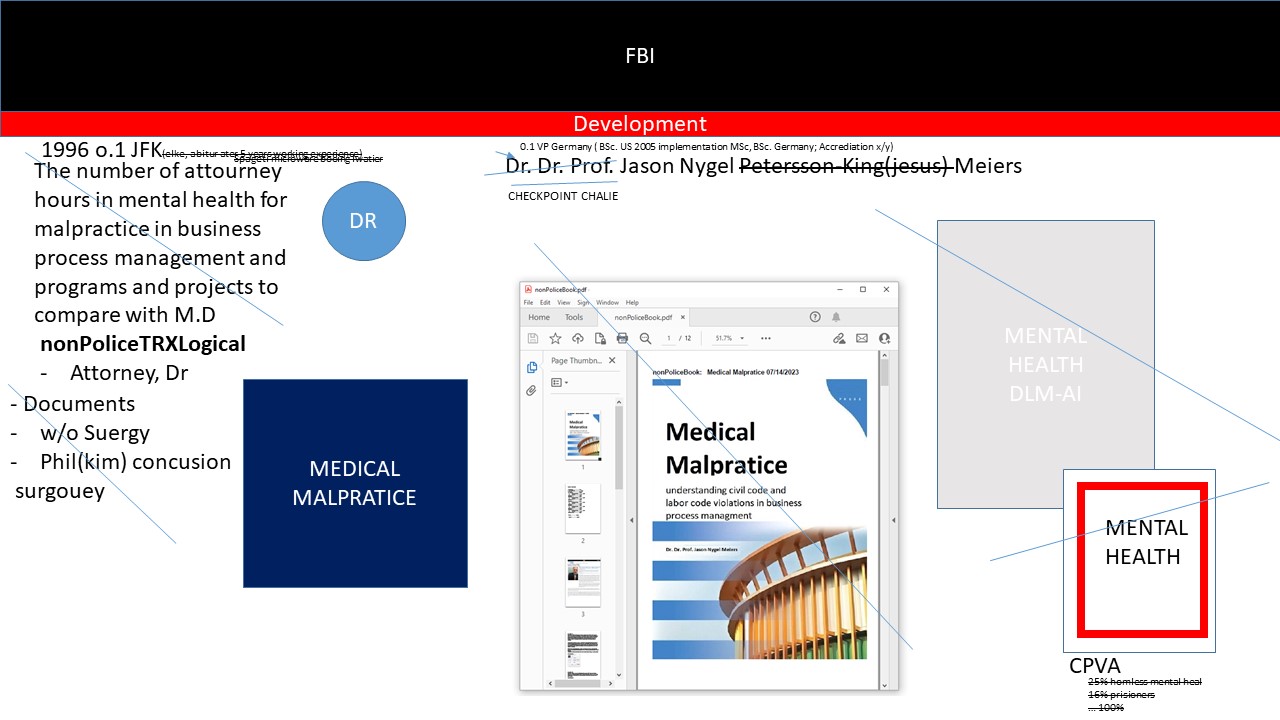 FBI
Development
1996 o.1 JFK(elke, abitur ater 5 years working experience)
0.1 VP Germany ( BSc. US 2005 implementation MSc, BSc. Germany; Accrediation x/y)
Dr. Dr. Prof. Jason Nygel Petersson-King(jesus) Meiers
CHECKPOINT CHALIE
The number of attourney
hours in mental health for
malpractice in business
process management and
programs and projects to
compare with M.D
nonPoliceTRXLogical
- Attorney, Dr
- Documents
- w/o Suergy
- Phil(kim) concusion
surgouey
DR
MEDICAL
MALPRATICE
nonPoliceBook.pdf
File Edit View Sign Window Help
Home Tools nonPoliceBook.pdf ×
1 / 12 51.7%
Page Thumbn...
1
2
3
nonPoliceBook: Medical Malpratice 07/14/2023
Medical
Malpratice
understanding civil code and
labor code violations in business
process managment
Dr. Dr. Prof. Jason Nygel Meiers
MENTAL
HEALTH
DLM-AI
MENTAL
HEALTH
CPVA
25% homless mental heal
16% prisioners
... 100%